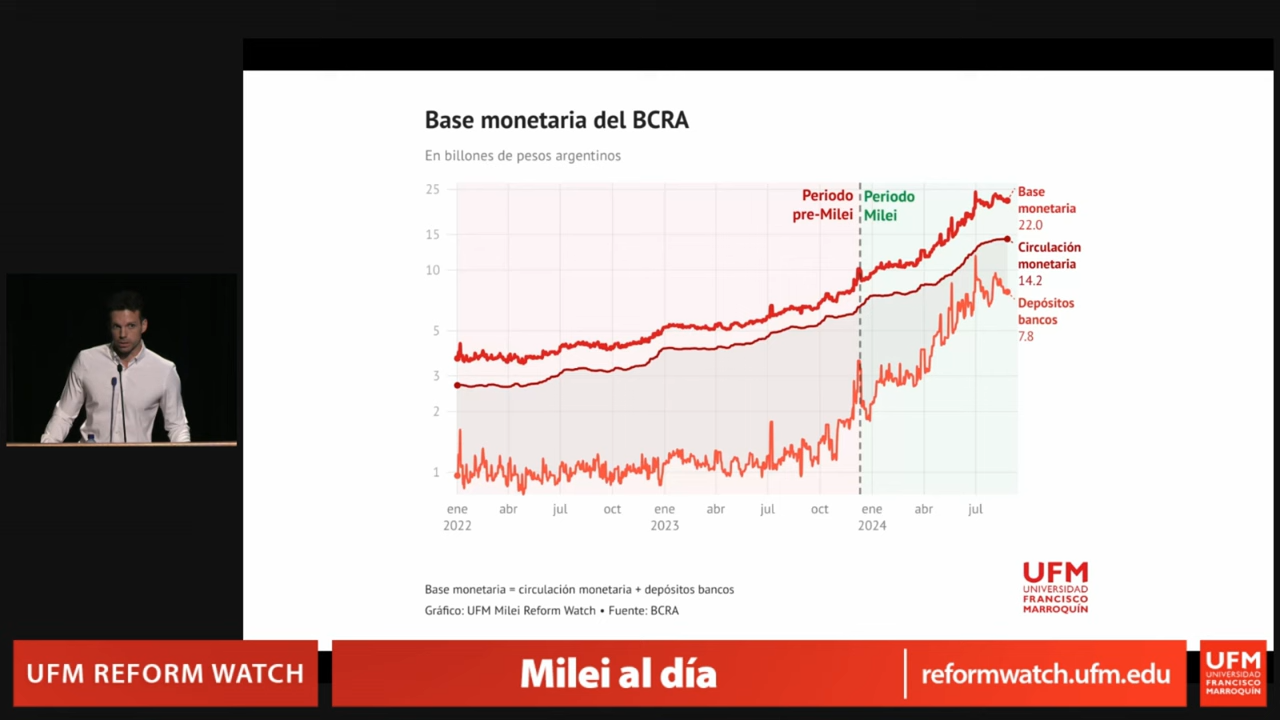 Base monetaria del BCRA
En billones de pesos argentinos
25
15
10
5
3
2
1
Periodo
pre-Milei
Periodo
Milei
Base
monetaria
22.0
Circulación
monetaria
14.2
Depósitos
bancos
7.8
ene
2022
abr
jul
oct
ene
2023
abr
jul
oct
ene
2024
abr
jul
Base monetaria = circulación monetaria + depósitos bancos
Gráfico: UFM Milei Reform Watch • Fuente: BCRA
UFM
UNIVERSIDAD
FRANCISCO
MARROQUÍN
UFM REFORM WATCH
Milei al día
reformwatch.ufm.edu
UFM
UNIVERSIDAD
FRANCISCO
MARROQUÍN